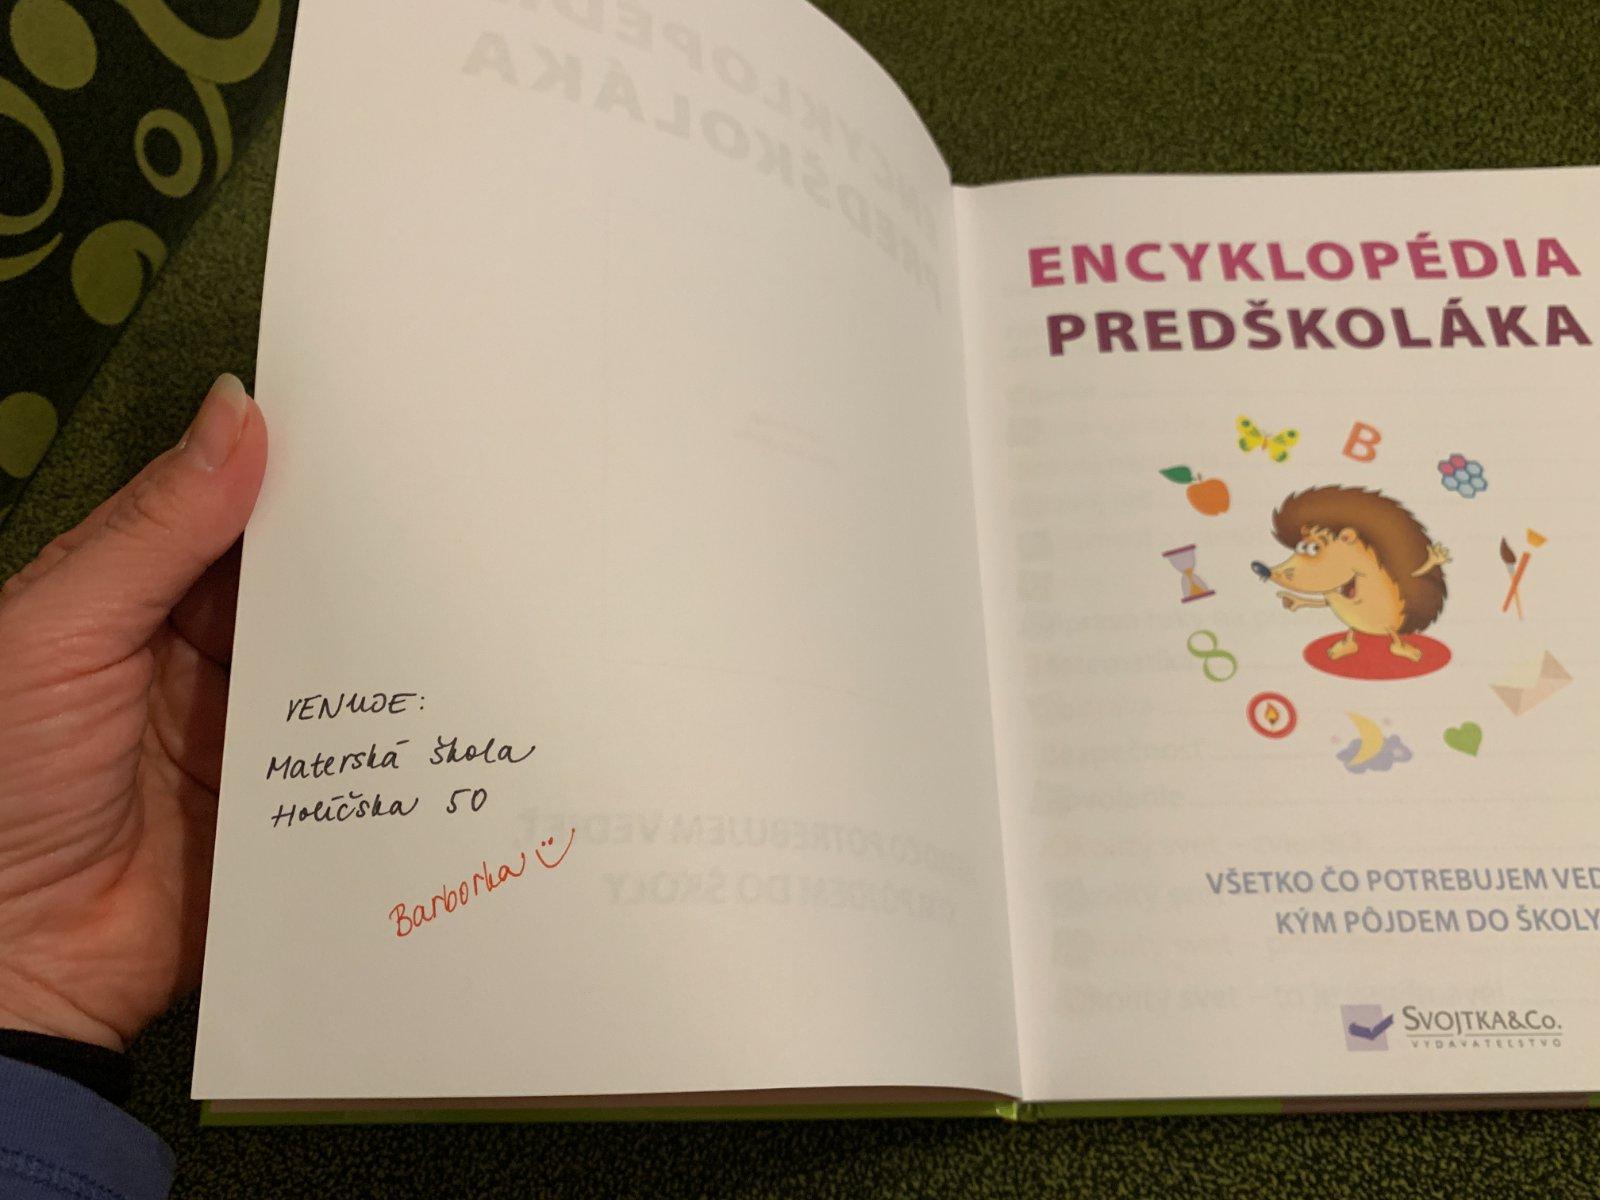 VENUJE:
Materská škola
Holíčska 50
Barborka
ENCYKLOPÉDIA
PREDŠKOLÁKA
B
8
VŠETKO ČO POTREBUJEM VED
KÝM PÔJDEM DO ŠKOLY
SVOJTKA&CO.
VYDAVATEĽSTVO